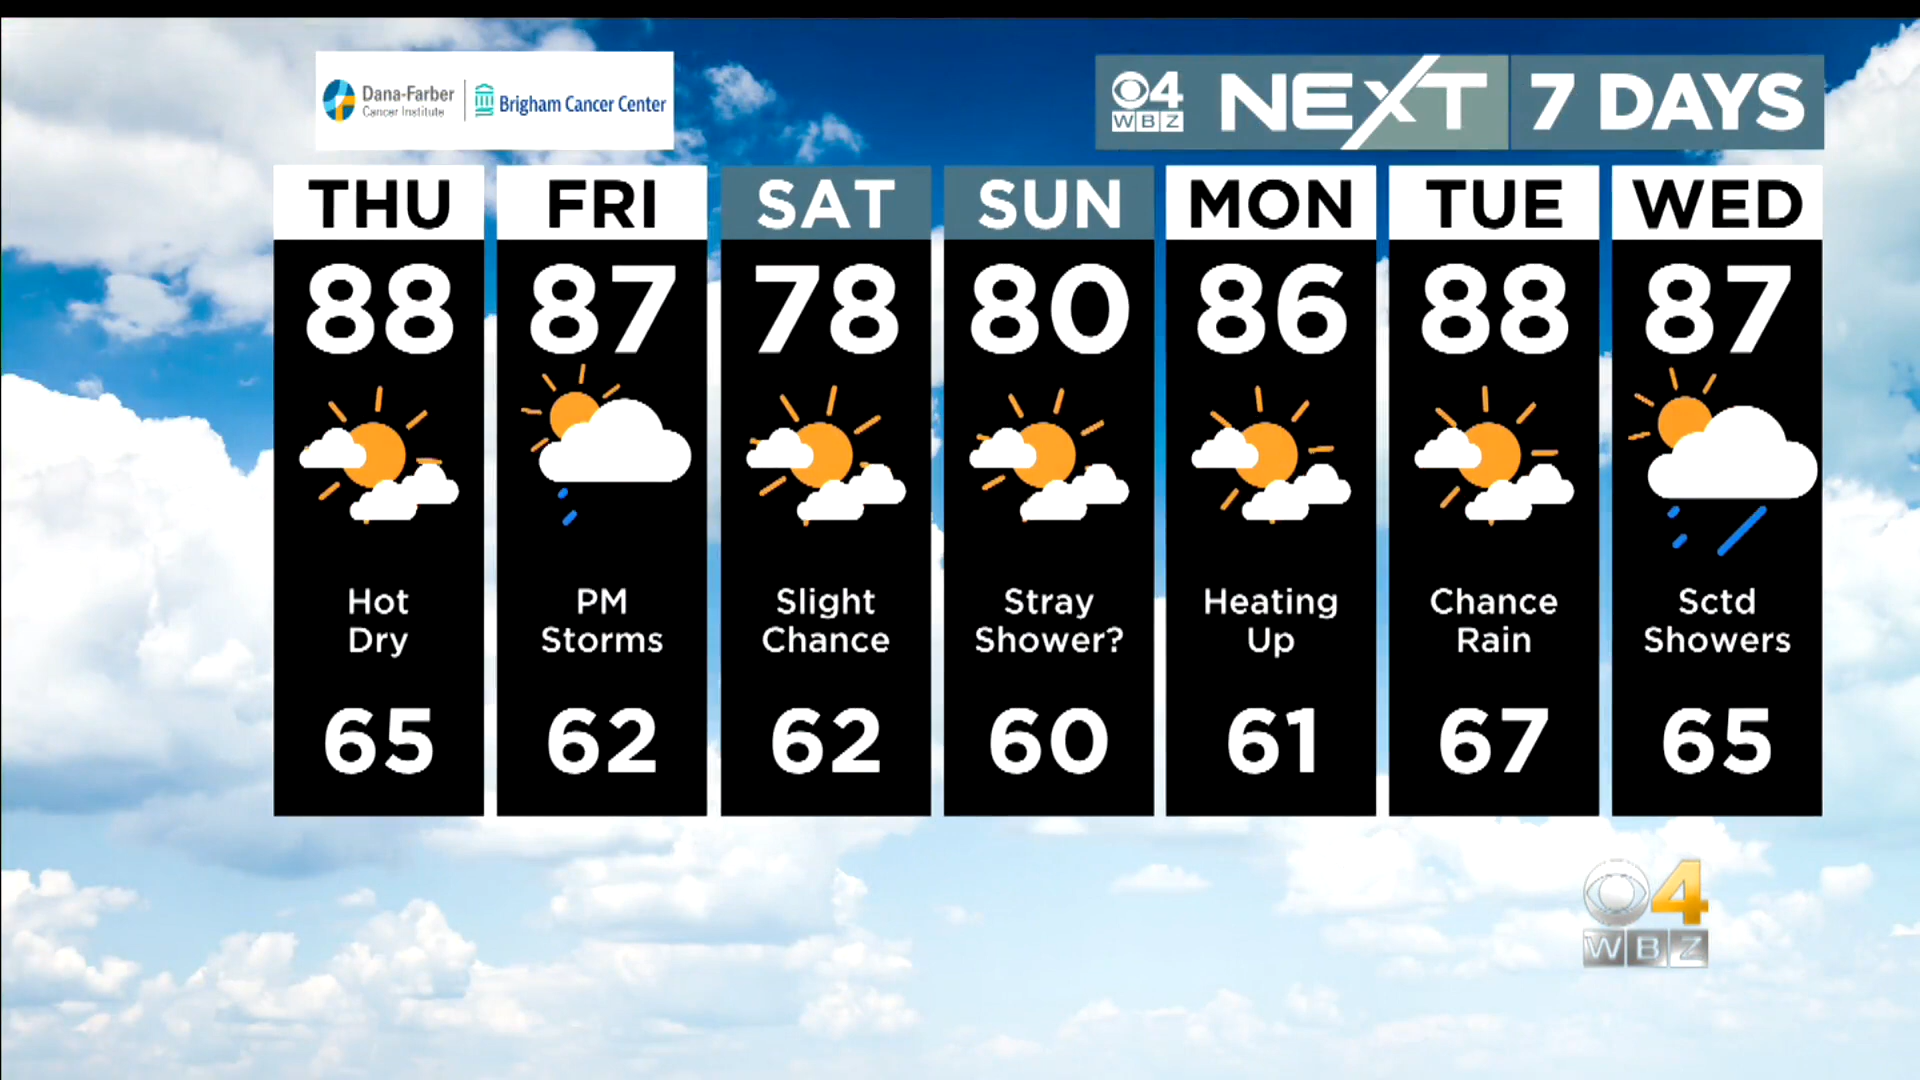 Dana-Farber Brigham Cancer Center
Cancer Institute
4 NEXT 7 DAYS
WBZ
THU FRI SAT SUN MON TUE WED
88 87 78 80 86 88 87
Hot PM Slight Stray Heating Chance Sctd
Dry Storms Chance Shower? Up Rain Showers
65 62 62 60 61 67 65
4
WBZ